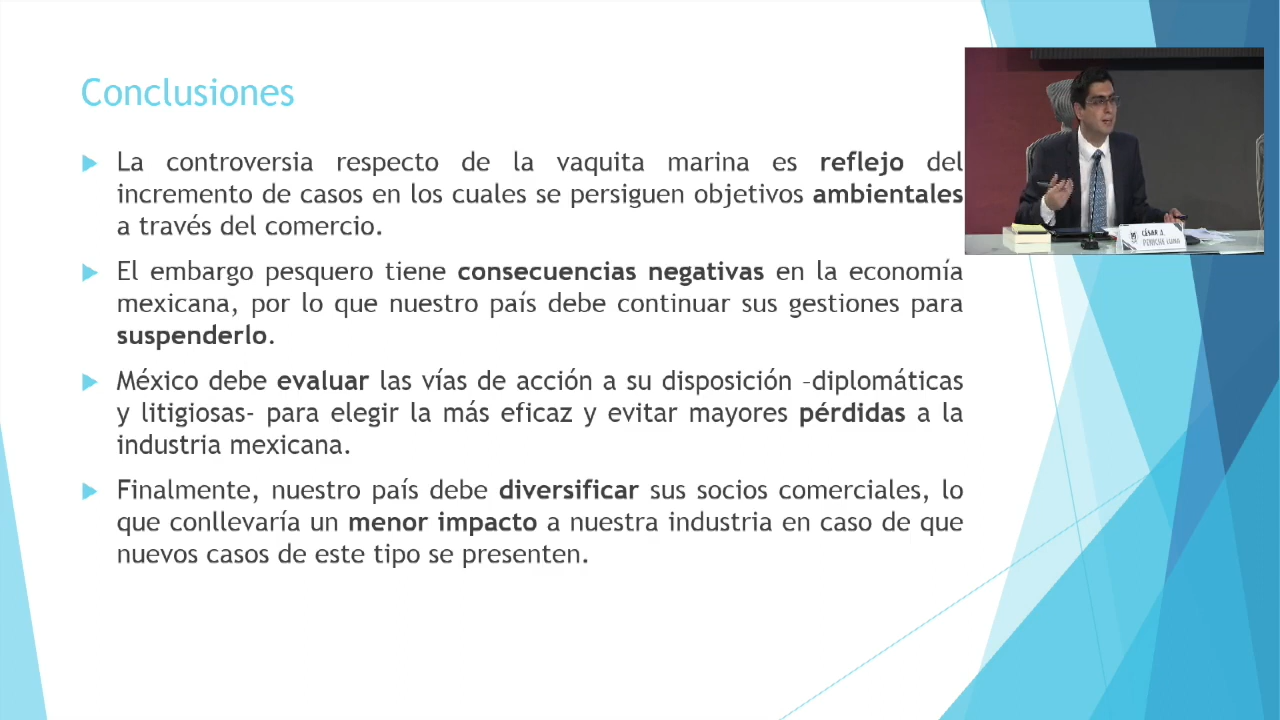 Conclusiones
La controversia respecto de la vaquita marina es reflejo del
incremento de casos en los cuales se persiguen objetivos ambientales
a través del comercio.
El embargo pesquero tiene consecuencias negativas en la economía
mexicana, por lo que nuestro país debe continuar sus gestiones para
suspenderlo.
México debe evaluar las vías de acción a su disposición –diplomáticas
y litigiosas- para elegir la más eficaz y evitar mayores pérdidas a la
industria mexicana.
Finalmente, nuestro país debe diversificar sus socios comerciales, lo
que conllevaría un menor impacto a nuestra industria en caso de que
nuevos casos de este tipo se presenten.
CÉSAR J.
PENICHE LUNA